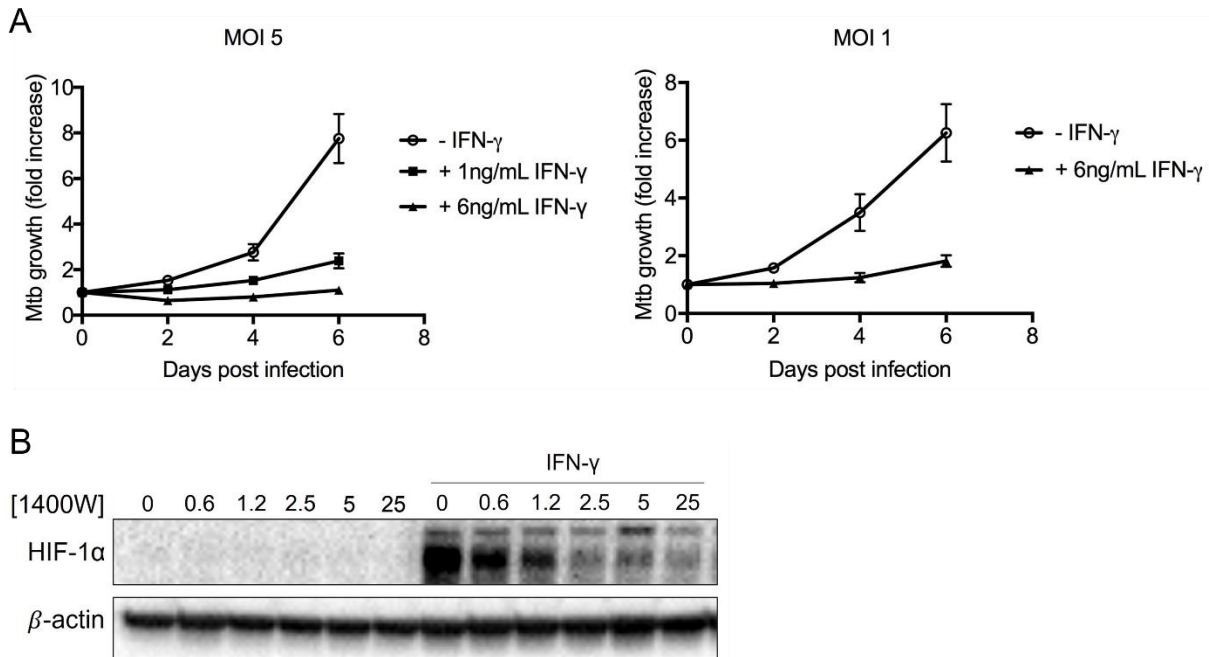 A
MOI 5
Mtb growth (fold increase)
10
8
6
4
2
0
0 2 4 6 8
Days post infection
- IFN-γ
+ 1ng/mL IFN-γ
+ 6ng/mL IFN-γ
MOI 1
Mtb growth (fold increase)
8
6
4
2
0
0 2 4 6 8
Days post infection
- IFN-γ
+ 6ng/mL IFN-γ
B
IFN-γ
[1400W] 0 0.6 1.2 2.5 5 25 0 0.6 1.2 2.5 5 25
HIF-1α
β-actin